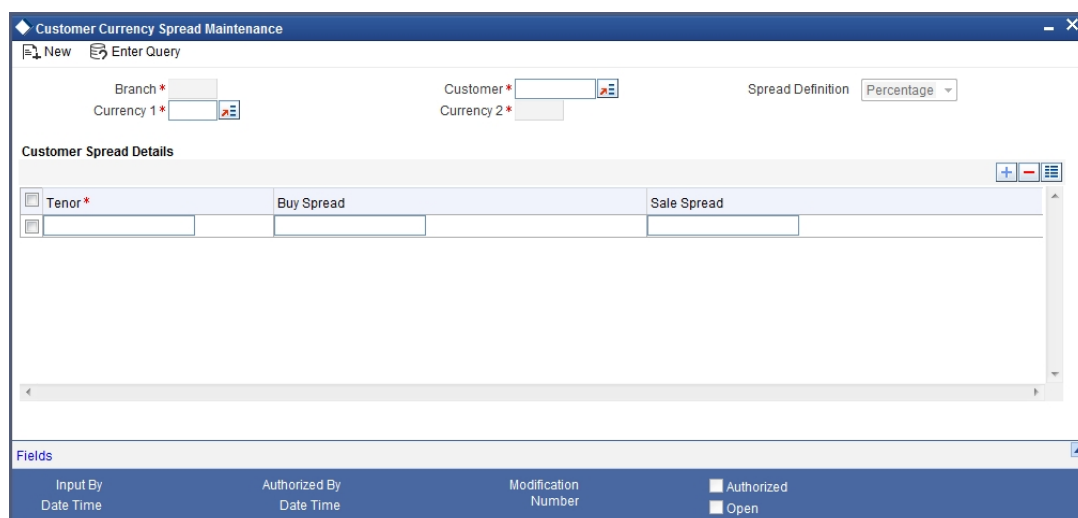 Customer Currency Spread Maintenance
New Enter Query
Branch * Customer * Spread Definition Percentage
Currency 1 * Currency 2 *
Customer Spread Details
Tenor * Buy Spread Sale Spread
Fields
Input By Authorized By Modification Number Authorized
Date Time Date Time Open